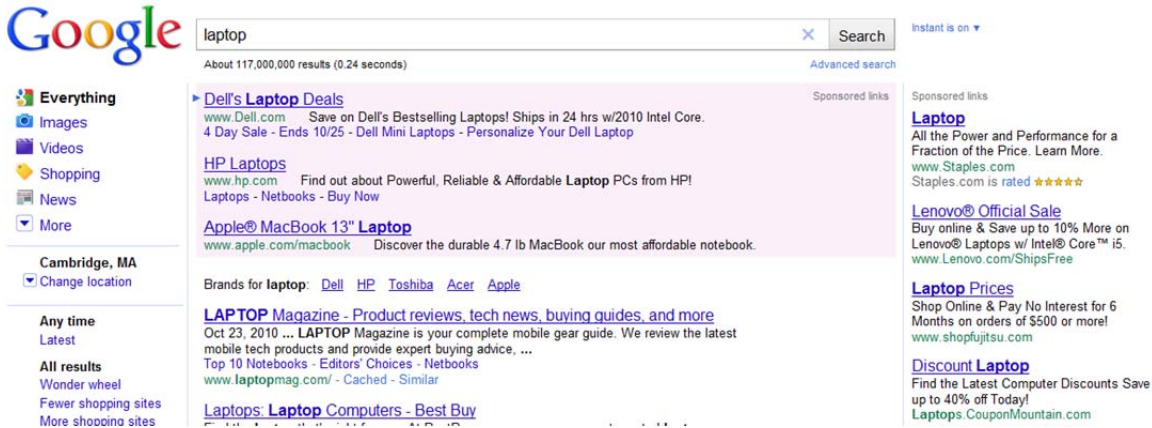 Google
laptop
Search
Instant is on
About 117,000,000 results (0.24 seconds)
Advanced search
Everything
Images
Videos
Shopping
News
More
Cambridge, MA
Change location
Any time
Latest
All results
Wonder wheel
Fewer shopping sites
More shopping sites
Dell's Laptop Deals
Sponsored links
www.Dell.com Save on Dell's Bestselling Laptops! Ships in 24 hrs w/2010 Intel Core.
4 Day Sale - Ends 10/25 - Dell Mini Laptops - Personalize Your Dell Laptop
HP Laptops
www.hp.com Find out about Powerful, Reliable & Affordable Laptop PCs from HP!
Laptops - Netbooks - Buy Now
Apple® MacBook 13" Laptop
www.apple.com/macbook Discover the durable 4.7 lb MacBook our most affordable notebook.
Brands for laptop: Dell HP Toshiba Acer Apple
LAPTOP Magazine - Product reviews, tech news, buying guides, and more
Oct 23, 2010 ... LAPTOP Magazine is your complete mobile gear guide. We review the latest
mobile tech products and provide expert buying advice, ...
Top 10 Notebooks - Editors' Choices - Netbooks
www.laptopmag.com/ - Cached - Similar
Laptops: Laptop Computers - Best Buy
Sponsored links
Laptop
All the Power and Performance for a
Fraction of the Price. Learn More.
www.Staples.com
Staples.com is rated
Lenovo® Official Sale
Buy online & Save up to 10% More on
Lenovo® Laptops w/ Intel® Core™ i5.
www.Lenovo.com/ShipsFree
Laptop Prices
Shop Online & Pay No Interest for 6
Months on orders of $500 or more!
www.shopfujitsu.com
Discount Laptop
Find the Latest Computer Discounts Save
up to 40% off Today!
Laptops.CouponMountain.com